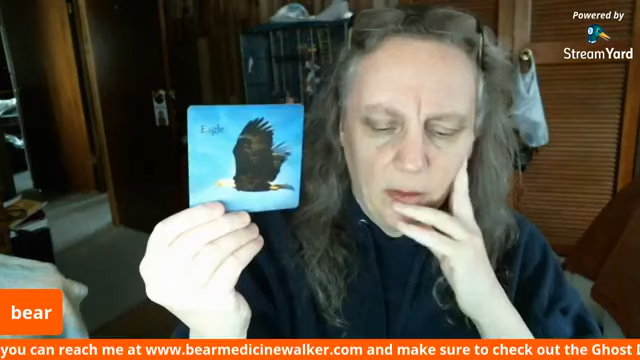 Powered by
StreamYard
Eagle
bear
you can reach me at www.bearmedicinewalker.com and make sure to check out the Ghost